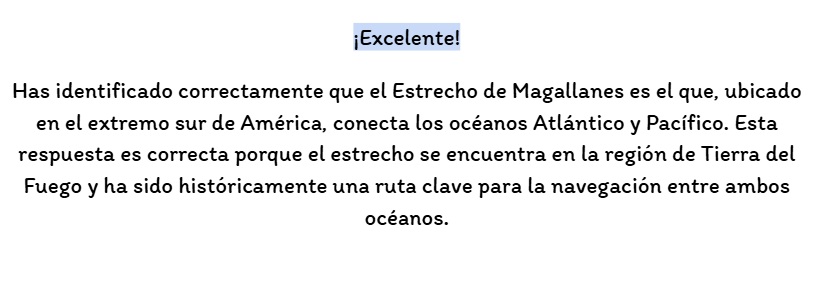 ¡Excelente!
Has identificado correctamente que el Estrecho de Magallanes es el que, ubicado
en el extremo sur de América, conecta los océanos Atlántico y Pacífico. Esta
respuesta es correcta porque el estrecho se encuentra en la región de Tierra del
Fuego y ha sido históricamente una ruta clave para la navegación entre ambos
océanos.